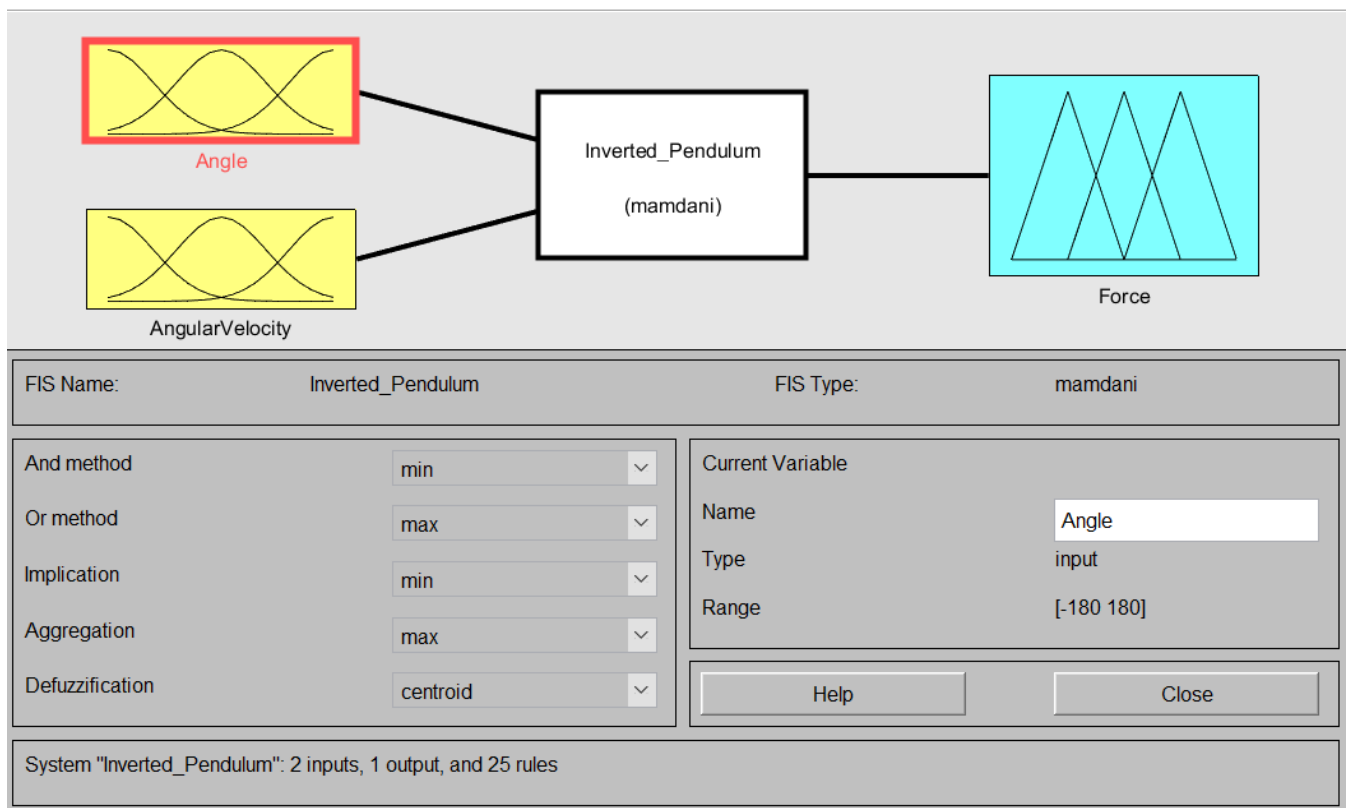 Angle
AngularVelocity
Inverted_Pendulum
(mamdani)
Force
FIS Name: Inverted_Pendulum FIS Type: mamdani
And method min
Or method max
Implication min
Aggregation max
Defuzzification centroid
Current Variable
Name Angle
Type input
Range [-180 180]
Help Close
System "Inverted_Pendulum": 2 inputs, 1 output, and 25 rules